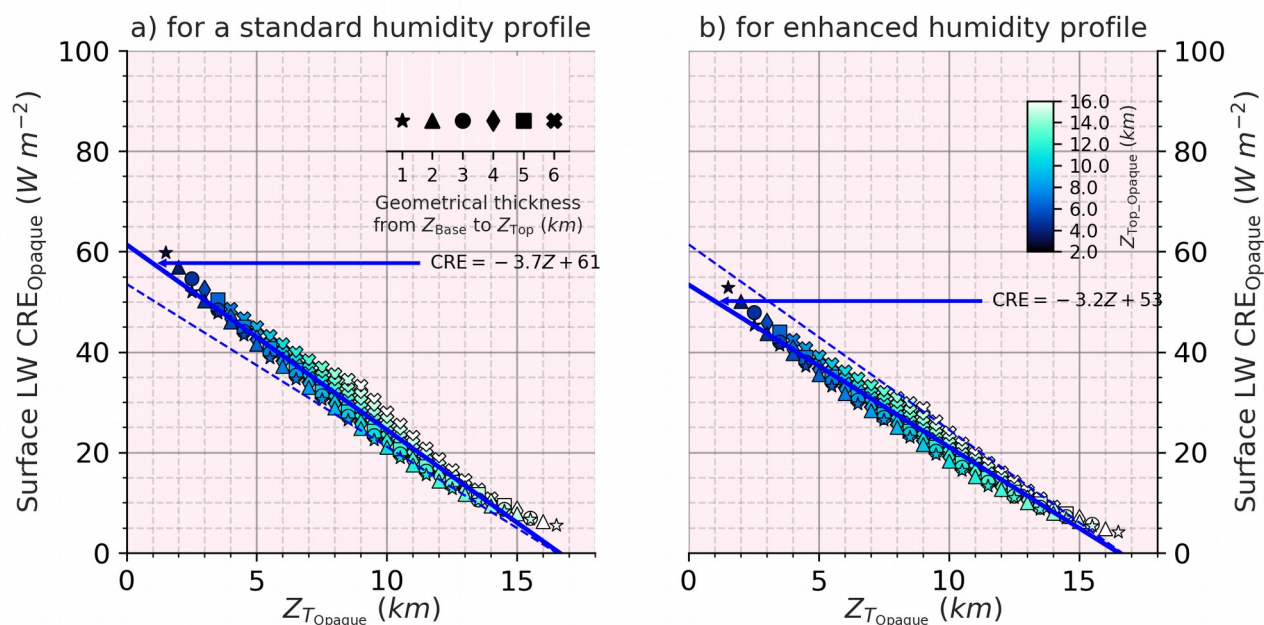 a) for a standard humidity profile
100
80
60
40
20
0
Surface LW CRE_Opaque (W m⁻²)
1 2 3 4 5 6
Geometrical thickness
from Z_Base to Z_Top (km)
CRE = − 3.7Z + 61
0 5 10 15
Z_T_Opaque (km)
b) for enhanced humidity profile
16.0
14.0
12.0
10.0
8.0
6.0
4.0
2.0
Z_Top_Opaque (km)
CRE = − 3.2Z + 53
100
80
60
40
20
0
Surface LW CRE_Opaque (W m⁻²)
0 5 10 15
Z_T_Opaque (km)